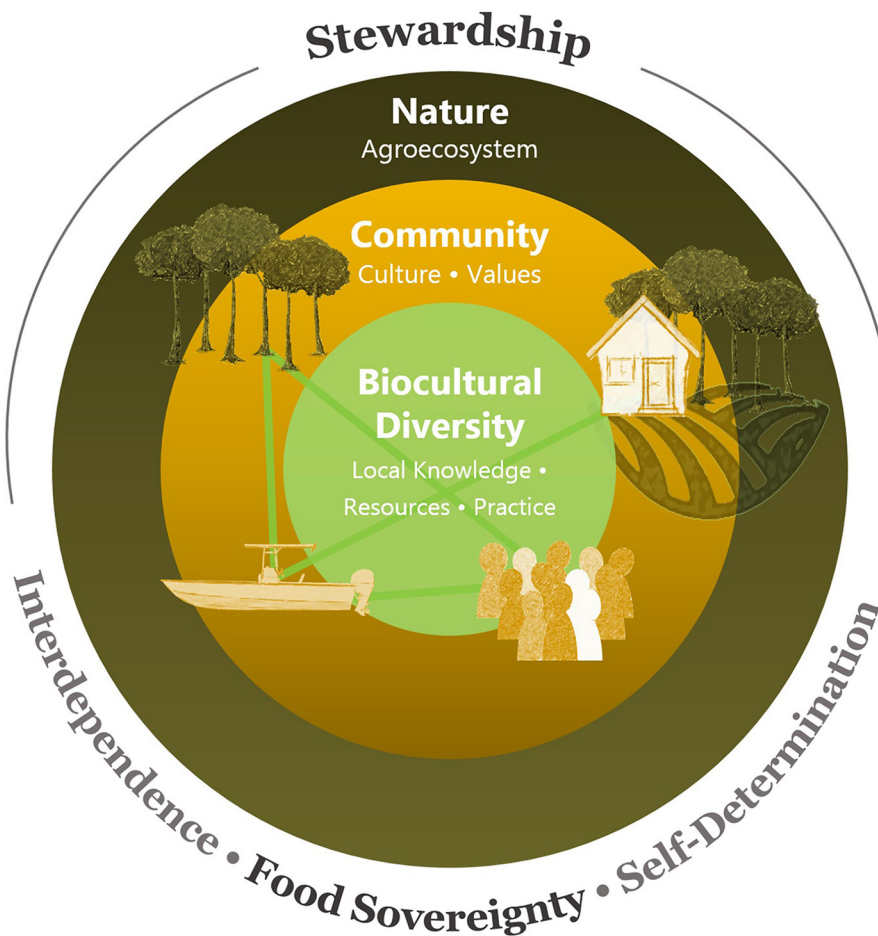 Stewardship
Nature
Agroecosystem
Community
Culture • Values
Biocultural
Diversity
Local Knowledge •
Resources • Practice
Interdependence • Food Sovereignty • Self-Determination